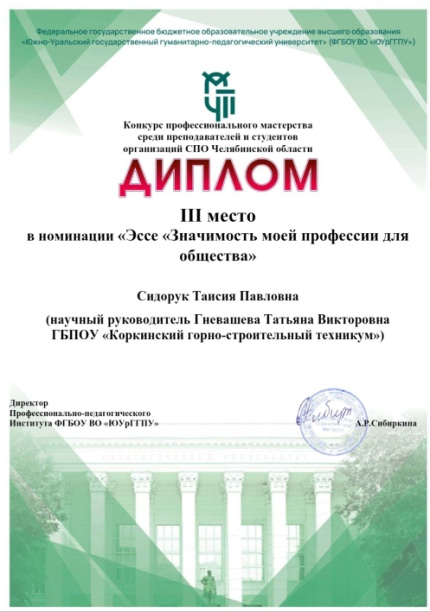 Федеральное государственное бюджетное образовательное учреждение высшего образования
«Южно-Уральский государственный гуманитарно-педагогический университет» (ФГБОУ ВО «ЮУрГГПУ»)
Конкурс профессионального мастерства
среди преподавателей и студентов
организаций СПО Челябинской области
ДИПЛОМ
III место
в номинации «Эссе «Значимость моей профессии для
общества»
Сидорук Таисия Павловна
(научный руководитель Гневашева Татьяна Викторовна
ГБПОУ «Коркинский горно-строительный техникум»)
Директор
Профессионально-педагогического
Института ФГБОУ ВО «ЮУрГГПУ»
А.Р.Сибиркина